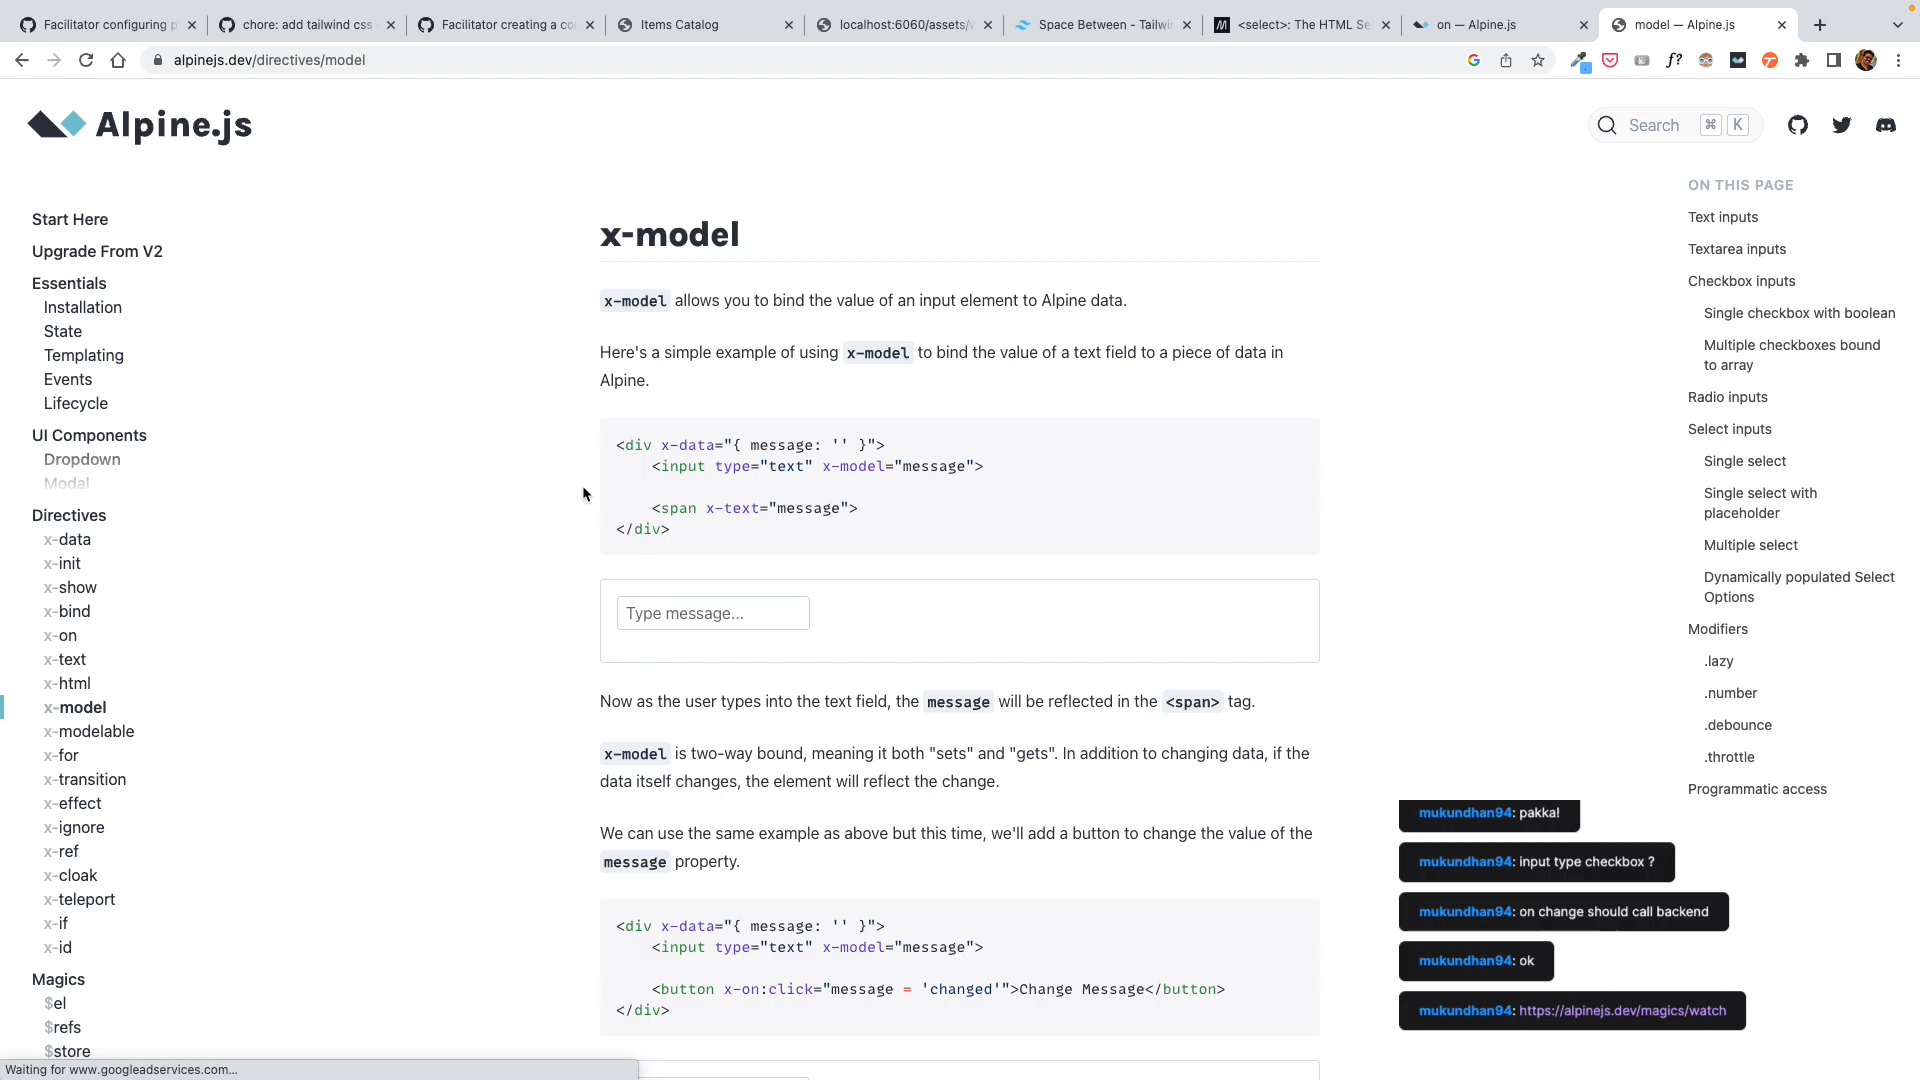 Facilitator configuring p
chore: add tailwind css
Facilitator creating a co
Items Catalog
localhost:6060/assets/
Space Between - Tailwi
<select>: The HTML Se
on — Alpine.js
model — Alpine.js
alpinejs.dev/directives/model
Alpine.js
Search ⌘ K
Start Here
Upgrade From V2
Essentials
Installation
State
Templating
Events
Lifecycle
UI Components
Dropdown
Modal
Directives
x-data
x-init
x-show
x-bind
x-on
x-text
x-html
x-model
x-modelable
x-for
x-transition
x-effect
x-ignore
x-ref
x-cloak
x-teleport
x-if
x-id
Magics
$el
$refs
$store
Waiting for www.googleadservices.com...
x-model
x-model allows you to bind the value of an input element to Alpine data.
Here's a simple example of using x-model to bind the value of a text field to a piece of data in
Alpine.
<div x-data="{ message: '' }">
<input type="text" x-model="message">
<span x-text="message">
</div>
Type message...
Now as the user types into the text field, the message will be reflected in the <span> tag.
x-model is two-way bound, meaning it both "sets" and "gets". In addition to changing data, if the
data itself changes, the element will reflect the change.
We can use the same example as above but this time, we'll add a button to change the value of the
message property.
<div x-data="{ message: '' }">
<input type="text" x-model="message">
<button x-on:click="message = 'changed'">Change Message</button>
</div>
ON THIS PAGE
Text inputs
Textarea inputs
Checkbox inputs
Single checkbox with boolean
Multiple checkboxes bound
to array
Radio inputs
Select inputs
Single select
Single select with
placeholder
Multiple select
Dynamically populated Select
Options
Modifiers
.lazy
.number
.debounce
.throttle
Programmatic access
mukundhan94: pakka!
mukundhan94: input type checkbox ?
mukundhan94: on change should call backend
mukundhan94: ok
mukundhan94: https://alpinejs.dev/magics/watch